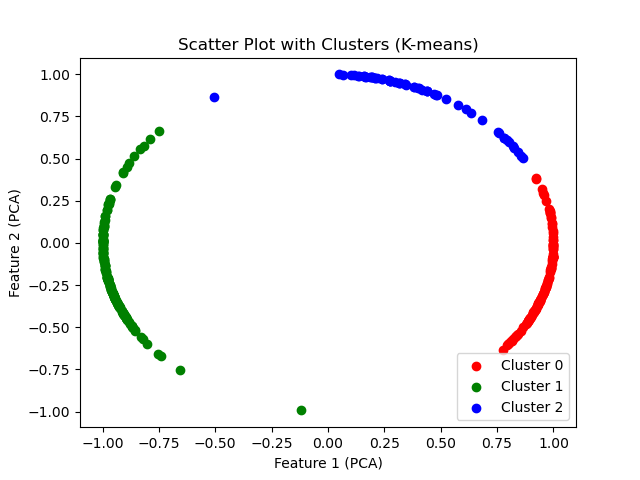 Scatter Plot with Clusters (K-means)
1.00
0.75
0.50
0.25
0.00
−0.25
−0.50
−0.75
−1.00
Feature 2 (PCA)
Cluster 0
Cluster 1
Cluster 2
−1.00 −0.75 −0.50 −0.25 0.00 0.25 0.50 0.75 1.00
Feature 1 (PCA)